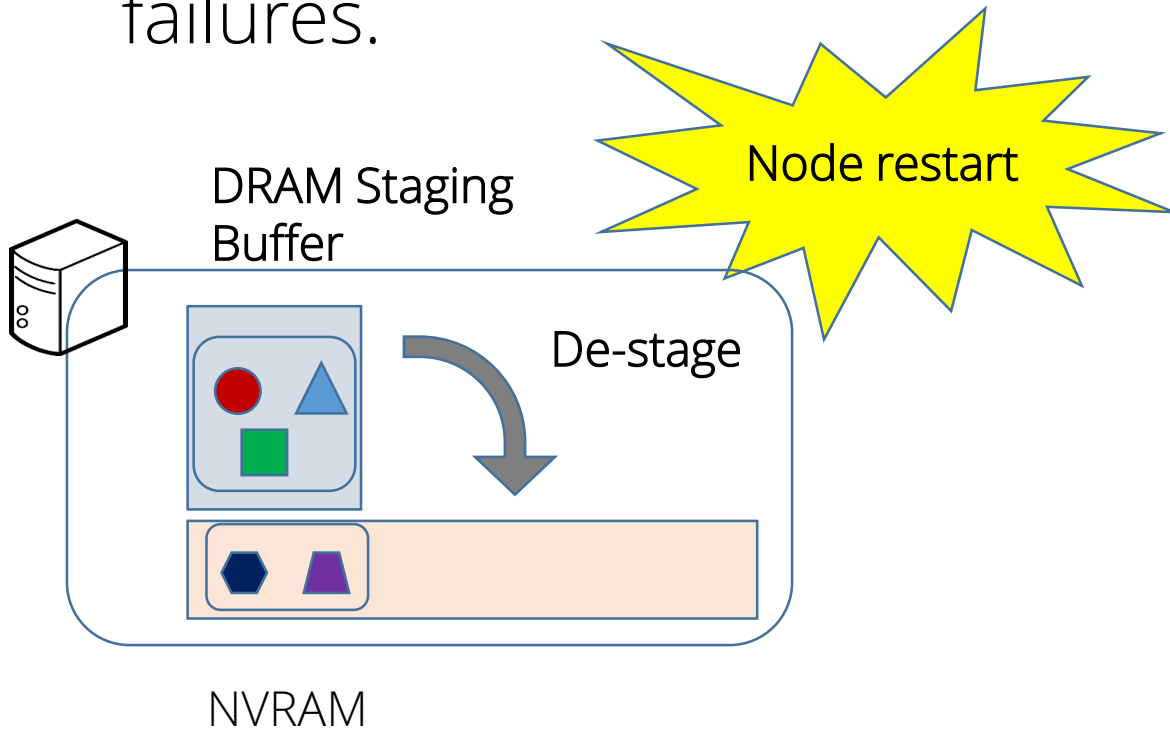 failures.
Node restart
DRAM Staging
Buffer
De-stage
NVRAM